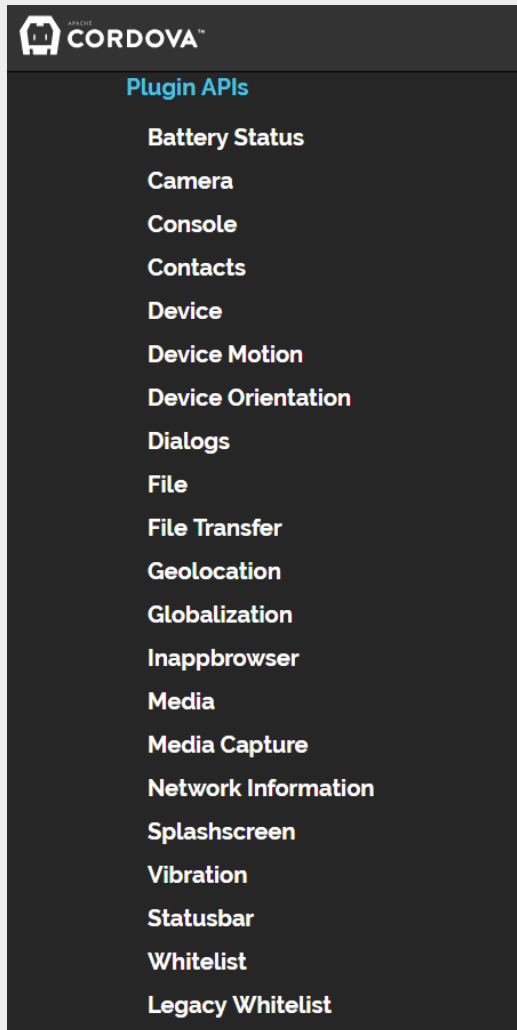 APACHE
CORDOVA™
Plugin APIs
Battery Status
Camera
Console
Contacts
Device
Device Motion
Device Orientation
Dialogs
File
File Transfer
Geolocation
Globalization
Inappbrowser
Media
Media Capture
Network Information
Splashscreen
Vibration
Statusbar
Whitelist
Legacy Whitelist